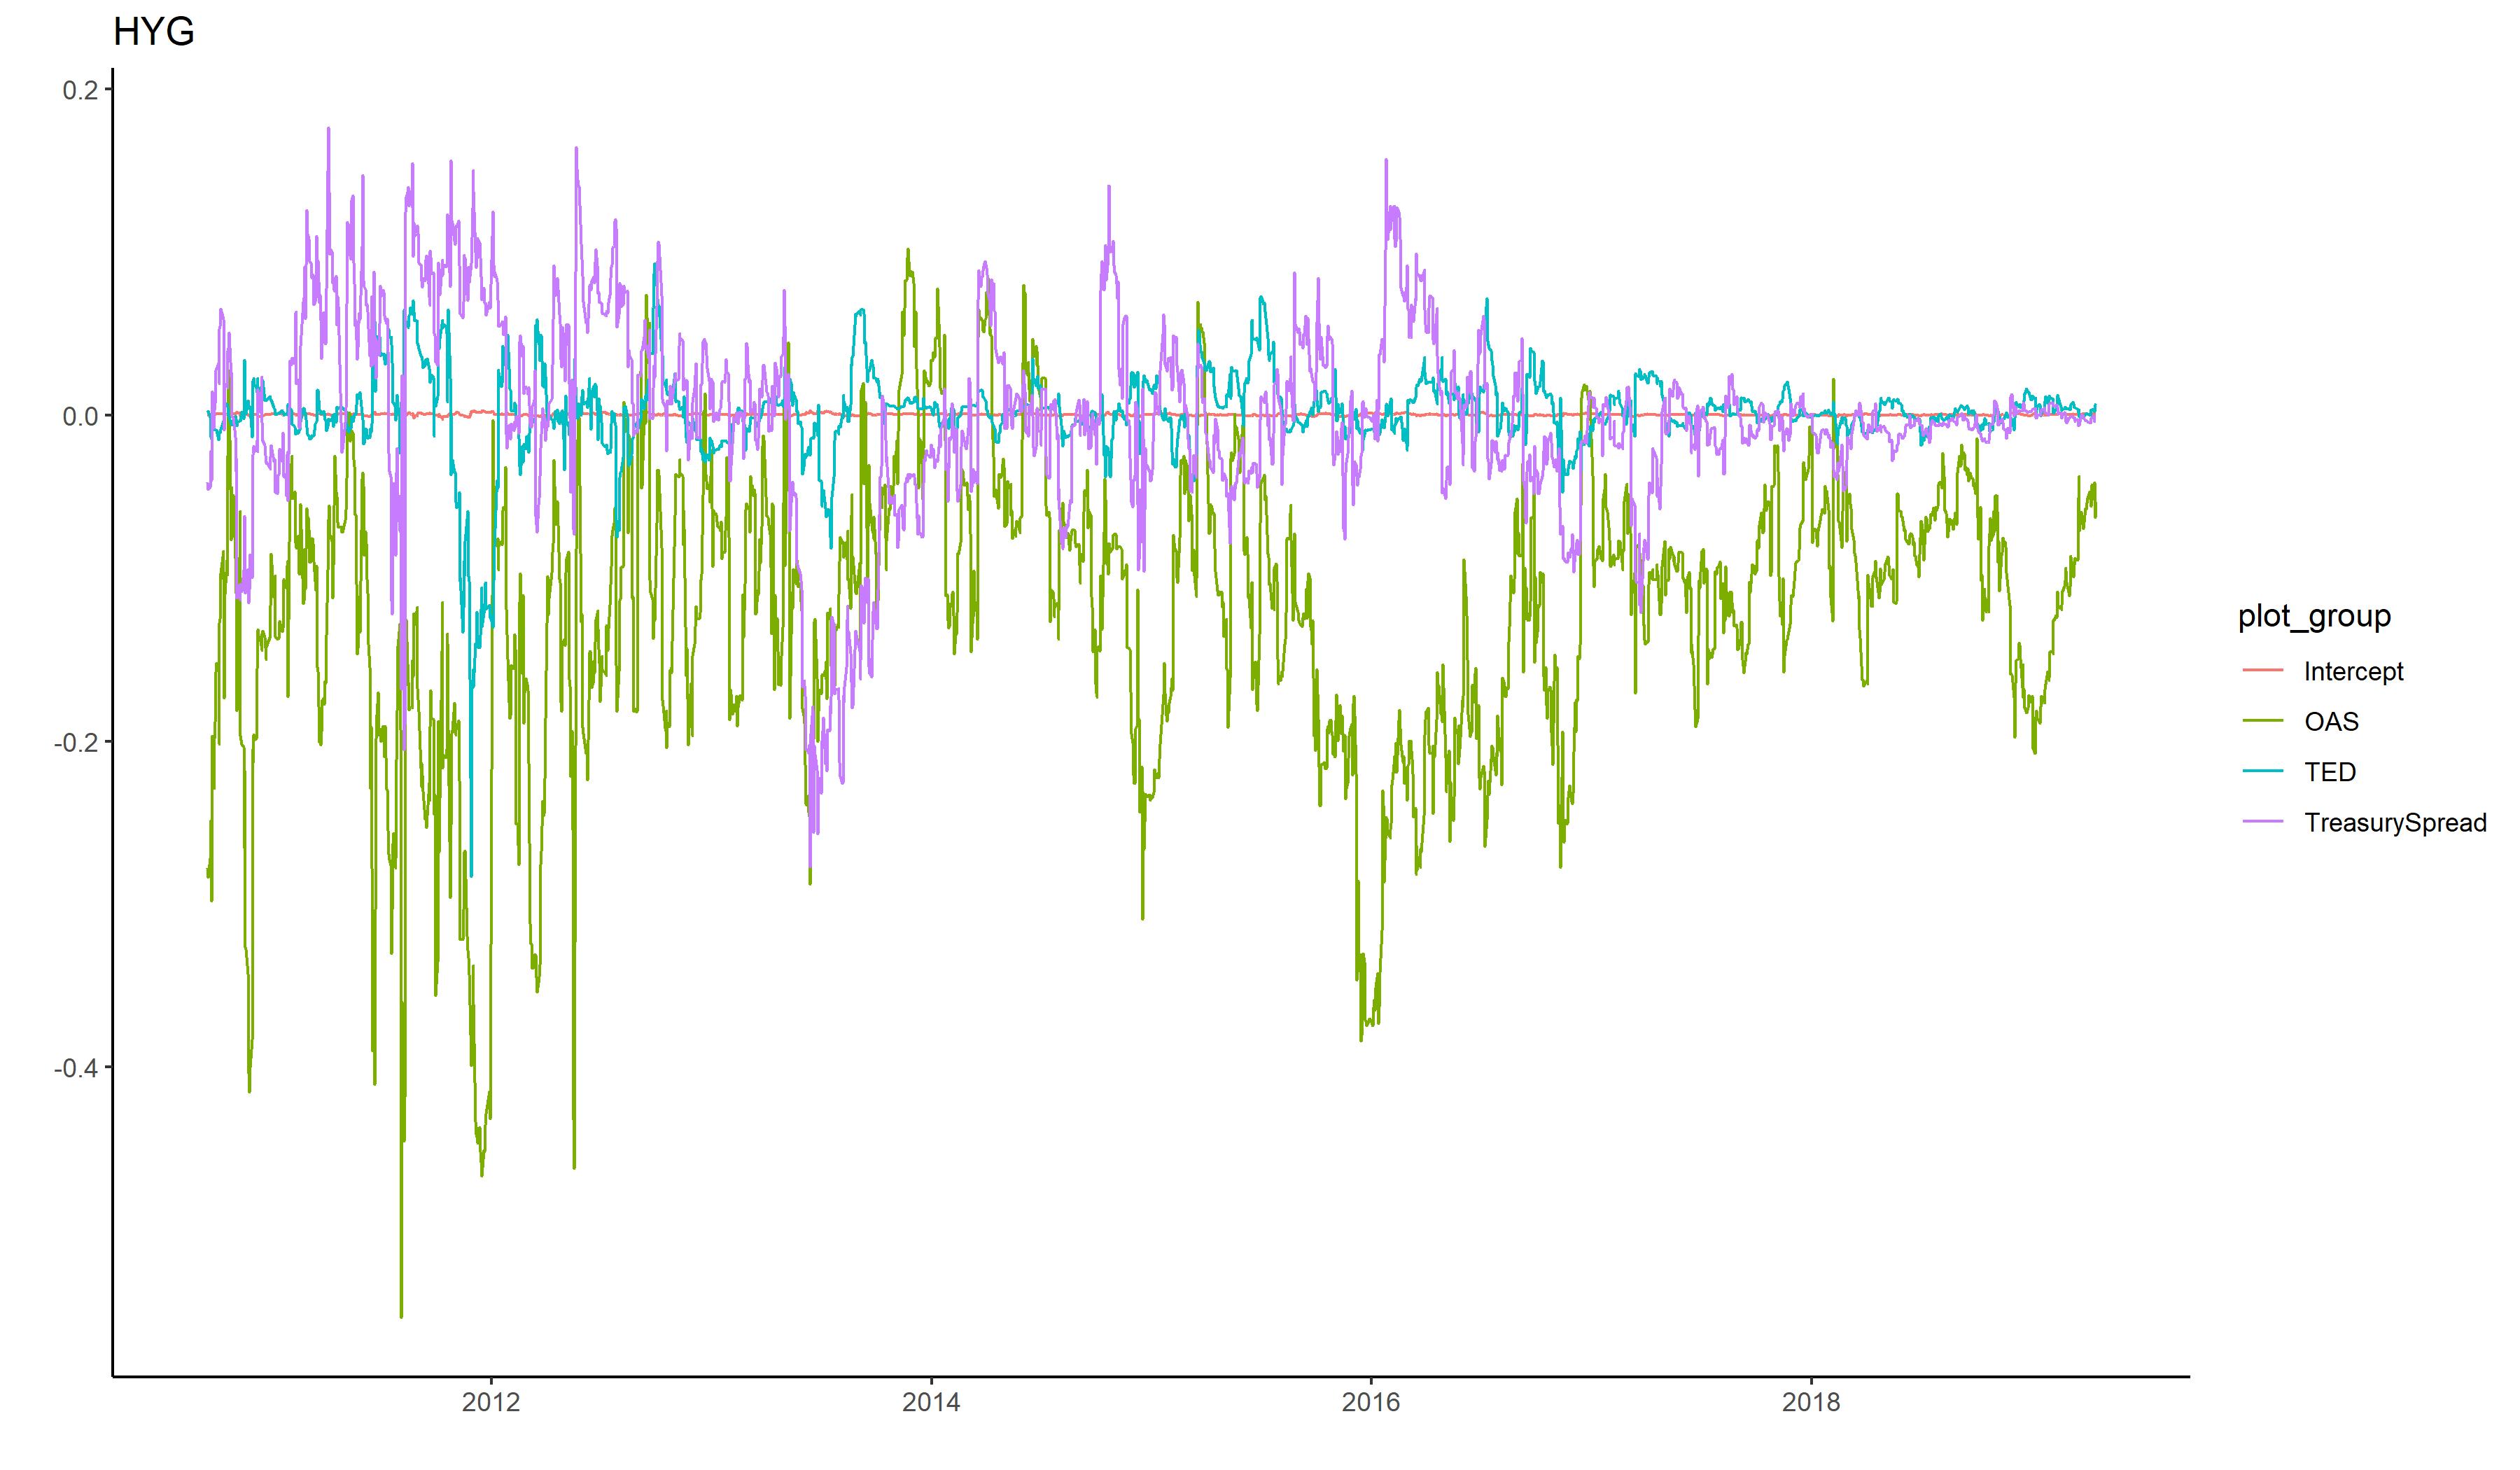 HYG
0.2
0.0
-0.2
-0.4
2012 2014 2016 2018
plot_group
Intercept
OAS
TED
TreasurySpread